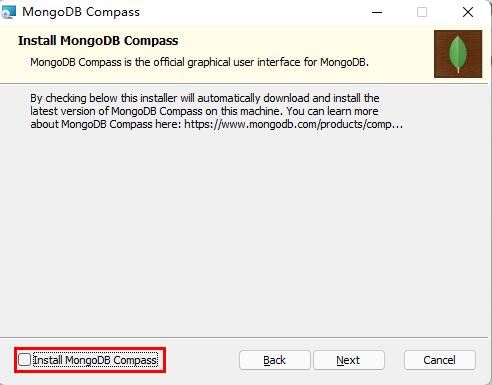 MongoDB Compass
Install MongoDB Compass
MongoDB Compass is the official graphical user interface for MongoDB.
By checking below this installer will automatically download and install the
latest version of MongoDB Compass on this machine. You can learn more
about MongoDB Compass here: https://www.mongodb.com/products/comp...
Install MongoDB Compass
Back
Next
Cancel